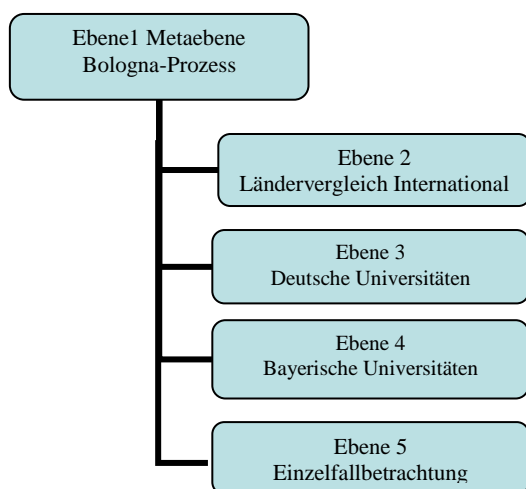 Ebene1 Metaebene
Bologna-Prozess
Ebene 2
Ländervergleich International
Ebene 3
Deutsche Universitäten
Ebene 4
Bayerische Universitäten
Ebene 5
Einzelfallbetrachtung